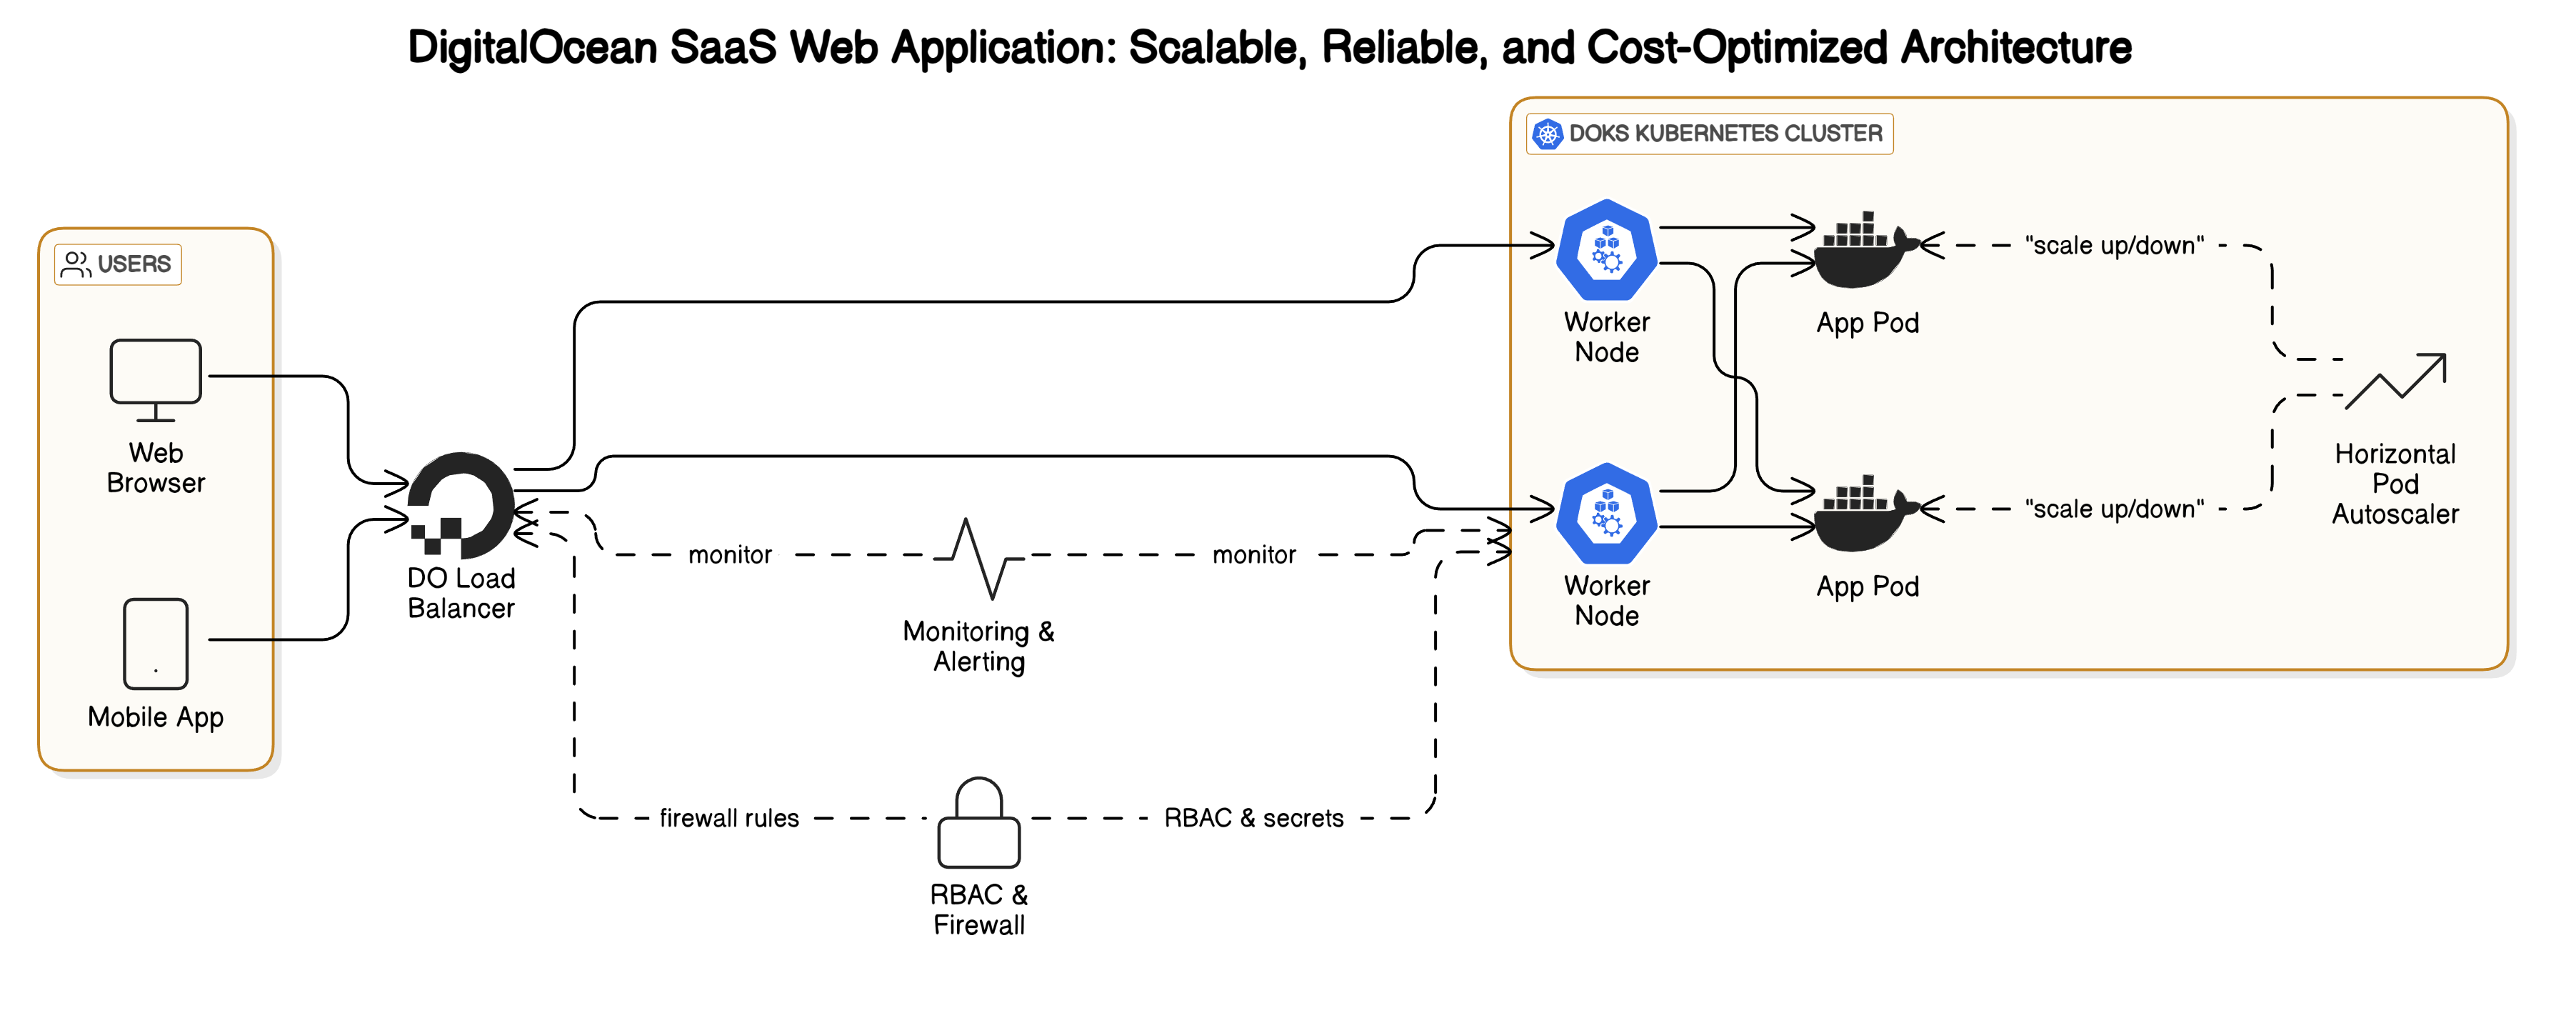 DigitalOcean SaaS Web Application: Scalable, Reliable, and Cost-Optimized Architecture
USERS
Web
Browser
Mobile App
DO Load
Balancer
monitor
monitor
Monitoring &
Alerting
firewall rules
RBAC & secrets
RBAC &
Firewall
DOKS KUBERNETES CLUSTER
Worker
Node
App Pod
"scale up/down"
Worker
Node
App Pod
"scale up/down"
Horizontal
Pod
Autoscaler